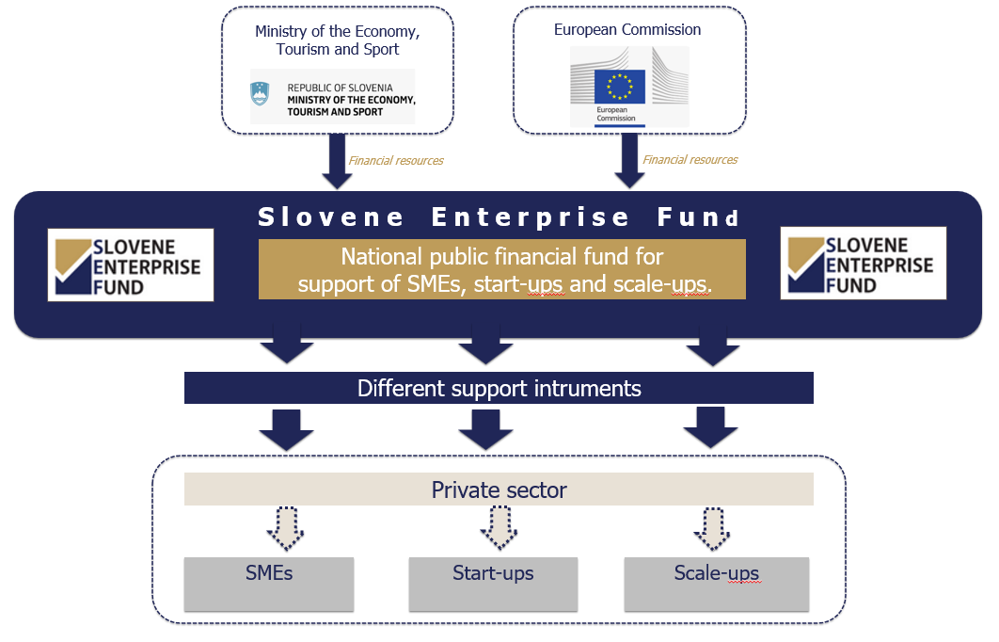 Ministry of the Economy,
Tourism and Sport
REPUBLIC OF SLOVENIA
MINISTRY OF THE ECONOMY,
TOURISM AND SPORT
European Commission
European
Commission
Financial resources
Financial resources
Slovene Enterprise Fund
SLOVENE
ENTERPRISE
FUND
National public financial fund for
support of SMEs, start-ups and scale-ups.
SLOVENE
ENTERPRISE
FUND
Different support intruments
Private sector
SMEs
Start-ups
Scale-ups